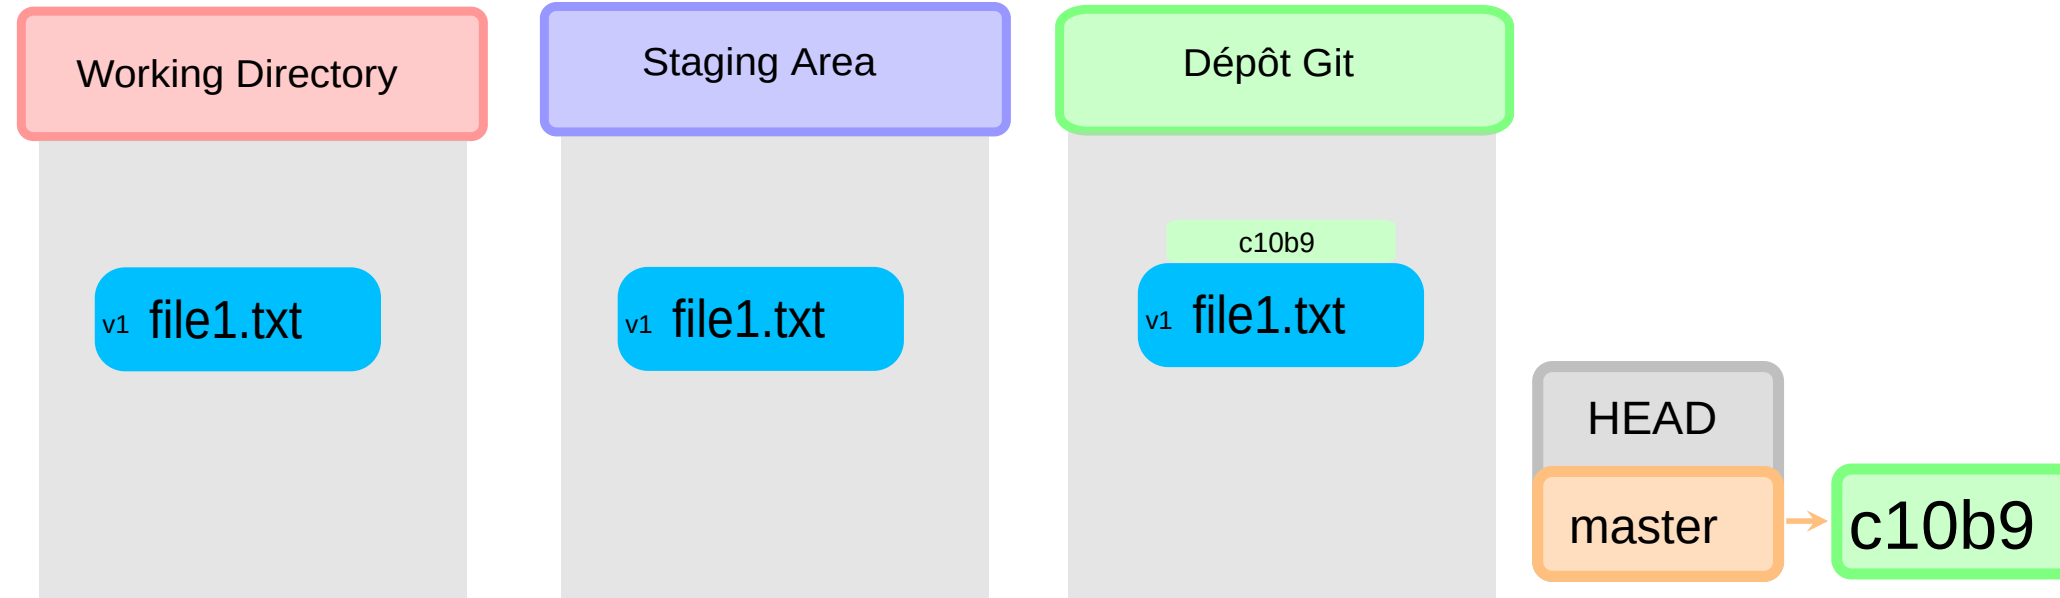 Working Directory
Staging Area
Dépôt Git
c10b9
v1 file1.txt
v1 file1.txt
v1 file1.txt
HEAD
master
c10b9